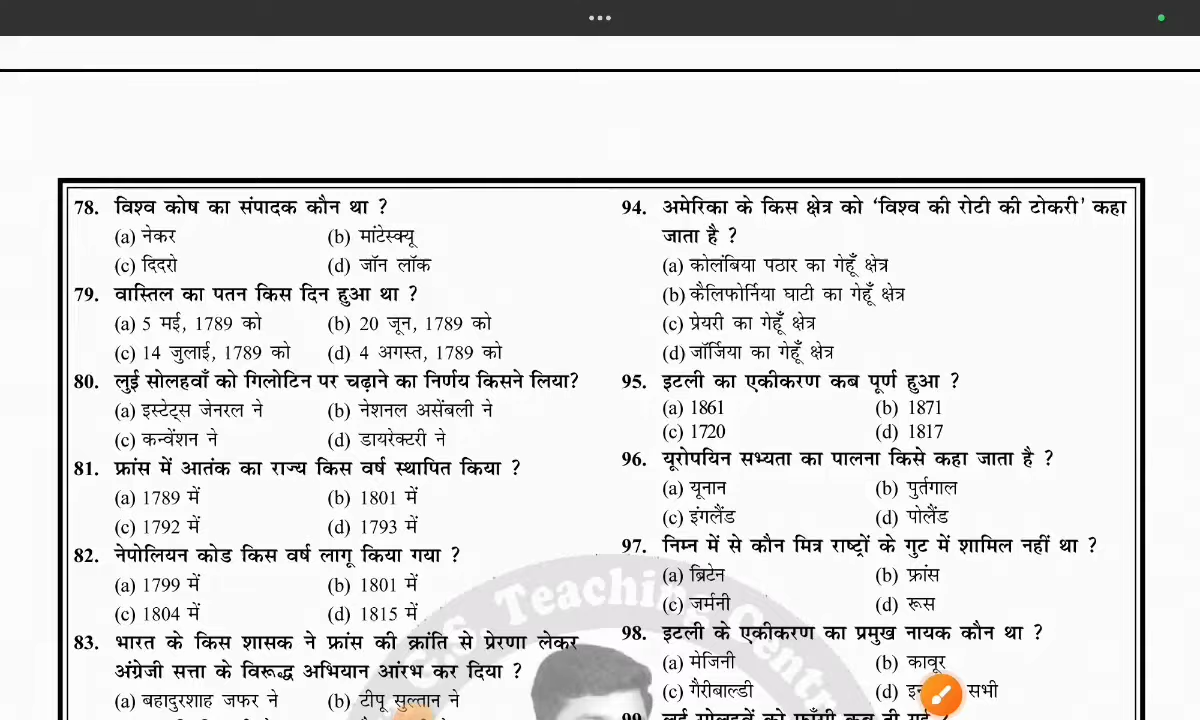 78. विश्व कोष का संपादक कौन था ?
(a) नेकर (b) मांटेस्क्यू
(c) दिदरो (d) जॉन लॉक
79. वास्तिल का पतन किस दिन हुआ था ?
(a) 5 मई, 1789 को (b) 20 जून, 1789 को
(c) 14 जुलाई, 1789 को (d) 4 अगस्त, 1789 को
80. लुई सोलहवाँ को गिलोटिन पर चढ़ाने का निर्णय किसने लिया?
(a) इस्टेट्स जेनरल ने (b) नेशनल असेंबली ने
(c) कन्वेंशन ने (d) डायरेक्टरी ने
81. फ्रांस में आतंक का राज्य किस वर्ष स्थापित किया ?
(a) 1789 में (b) 1801 में
(c) 1792 में (d) 1793 में
82. नेपोलियन कोड किस वर्ष लागू किया गया ?
(a) 1799 में (b) 1801 में
(c) 1804 में (d) 1815 में
83. भारत के किस शासक ने फ्रांस की क्रांति से प्रेरणा लेकर
अंग्रेजी सत्ता के विरूद्ध अभियान आरंभ कर दिया ?
(a) बहादुरशाह जफर ने (b) टीपू सुल्तान ने
94. अमेरिका के किस क्षेत्र को ‘विश्व की रोटी की टोकरी’ कहा
जाता है ?
(a) कोलंबिया पठार का गेहूँ क्षेत्र
(b) कैलिफोर्निया घाटी का गेहूँ क्षेत्र
(c) प्रेयरी का गेहूँ क्षेत्र
(d) जॉर्जिया का गेहूँ क्षेत्र
95. इटली का एकीकरण कब पूर्ण हुआ ?
(a) 1861 (b) 1871
(c) 1720 (d) 1817
96. यूरोपयिन सभ्यता का पालना किसे कहा जाता है ?
(a) यूनान (b) पुर्तगाल
(c) इंगलैंड (d) पोलैंड
97. निम्न में से कौन मित्र राष्ट्रों के गुट में शामिल नहीं था ?
(a) ब्रिटेन (b) फ्रांस
(c) जर्मनी (d) रूस
98. इटली के एकीकरण का प्रमुख नायक कौन था ?
(a) मेजिनी (b) कावूर
(c) गैरीबाल्डी (d) सभी
Teaching Centr